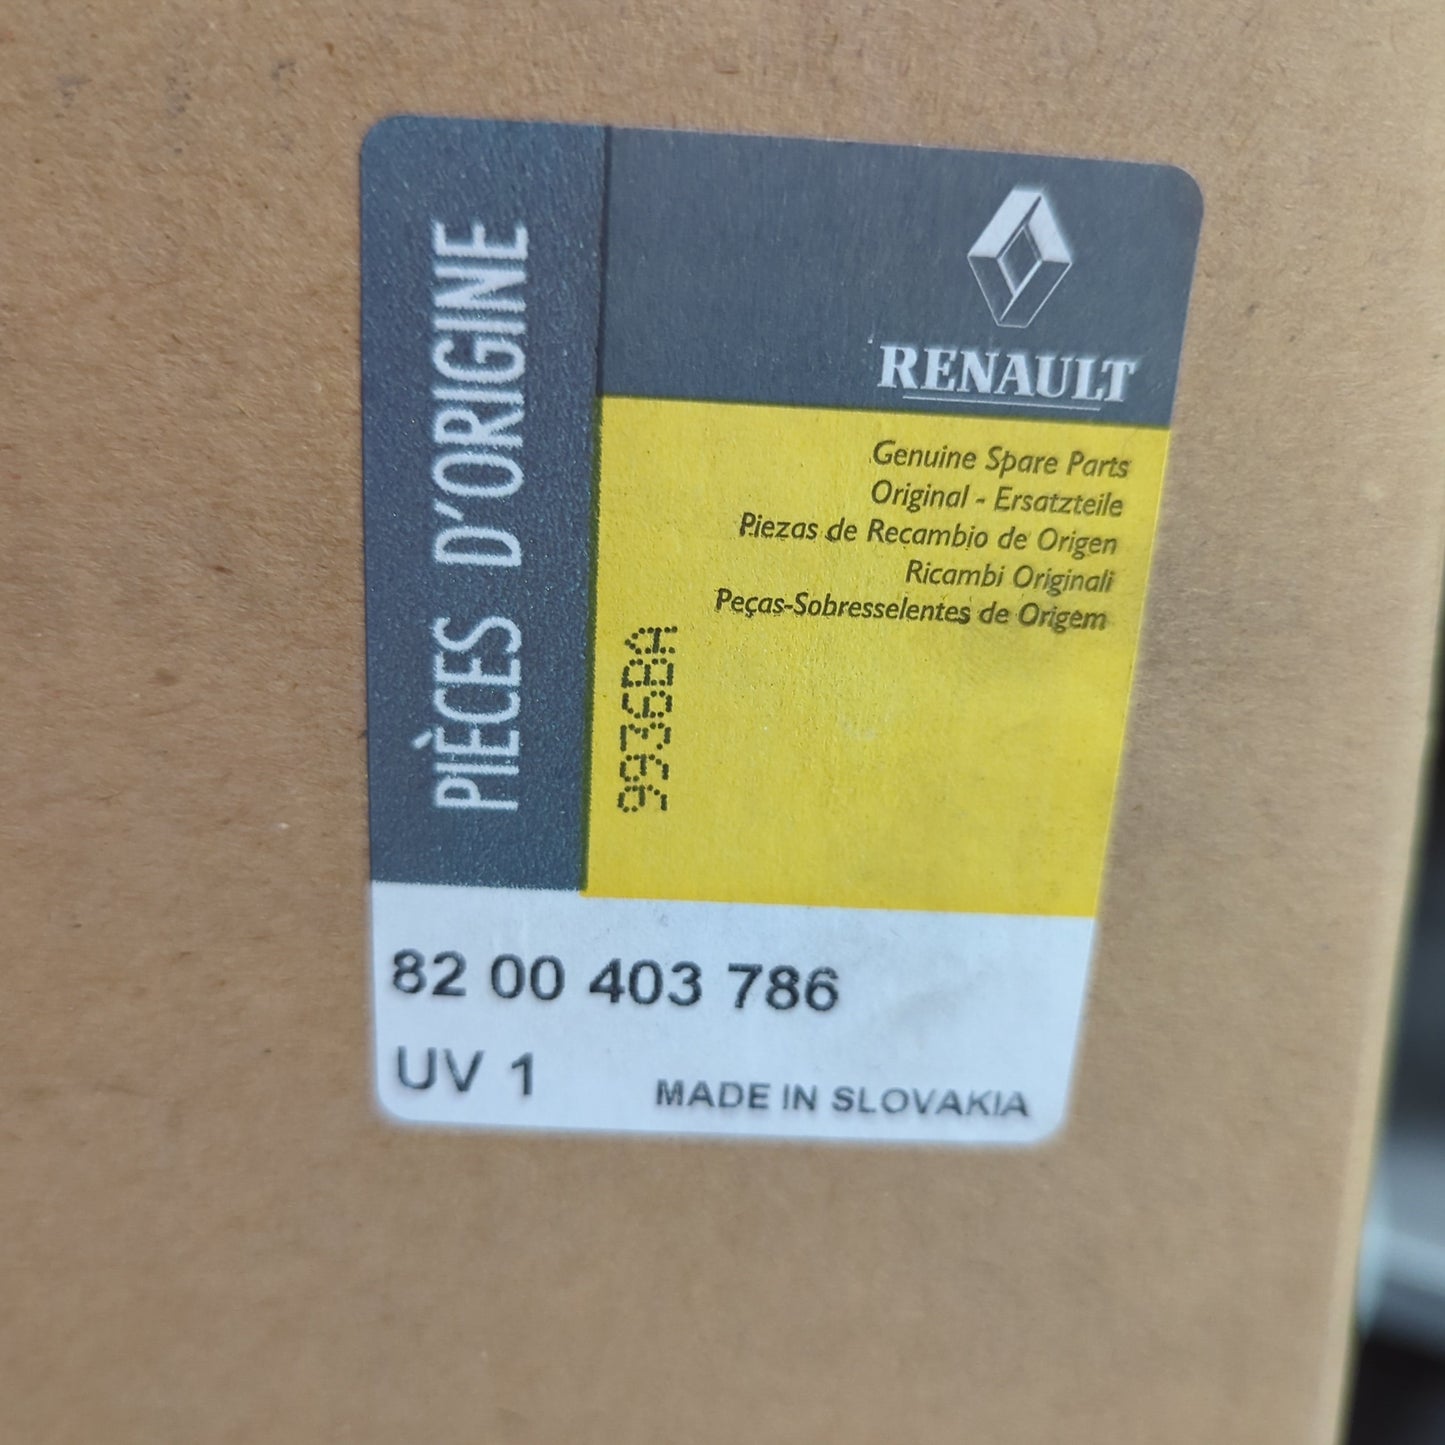 PIÈCES D'ORIGINE
RENAULT
Genuine Spare Parts
Original - Ersatzteile
Piezas de Recambio de Origen
Ricambi Originali
Peças-Sobresselentes de Origem
9936BA
82 00 403 786
UV 1
MADE IN SLOVAKIA